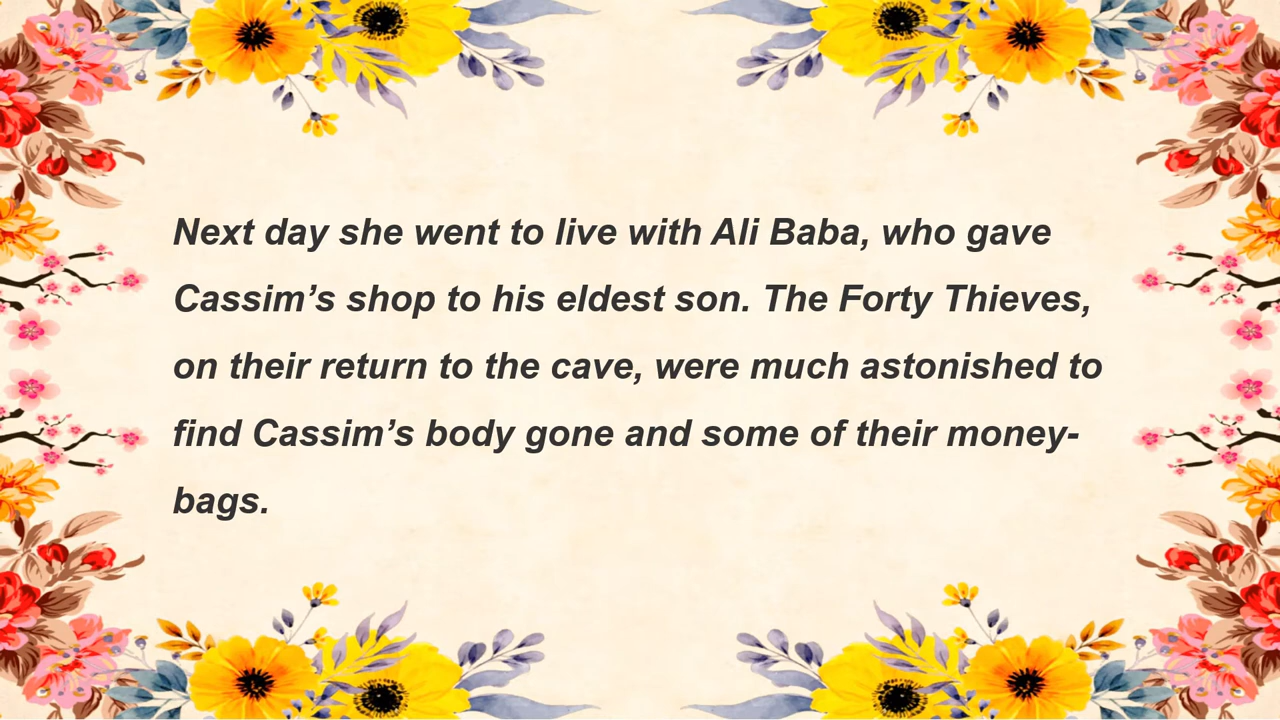 Next day she went to live with Ali Baba, who gave
Cassim’s shop to his eldest son. The Forty Thieves,
on their return to the cave, were much astonished to
find Cassim’s body gone and some of their money-
bags.